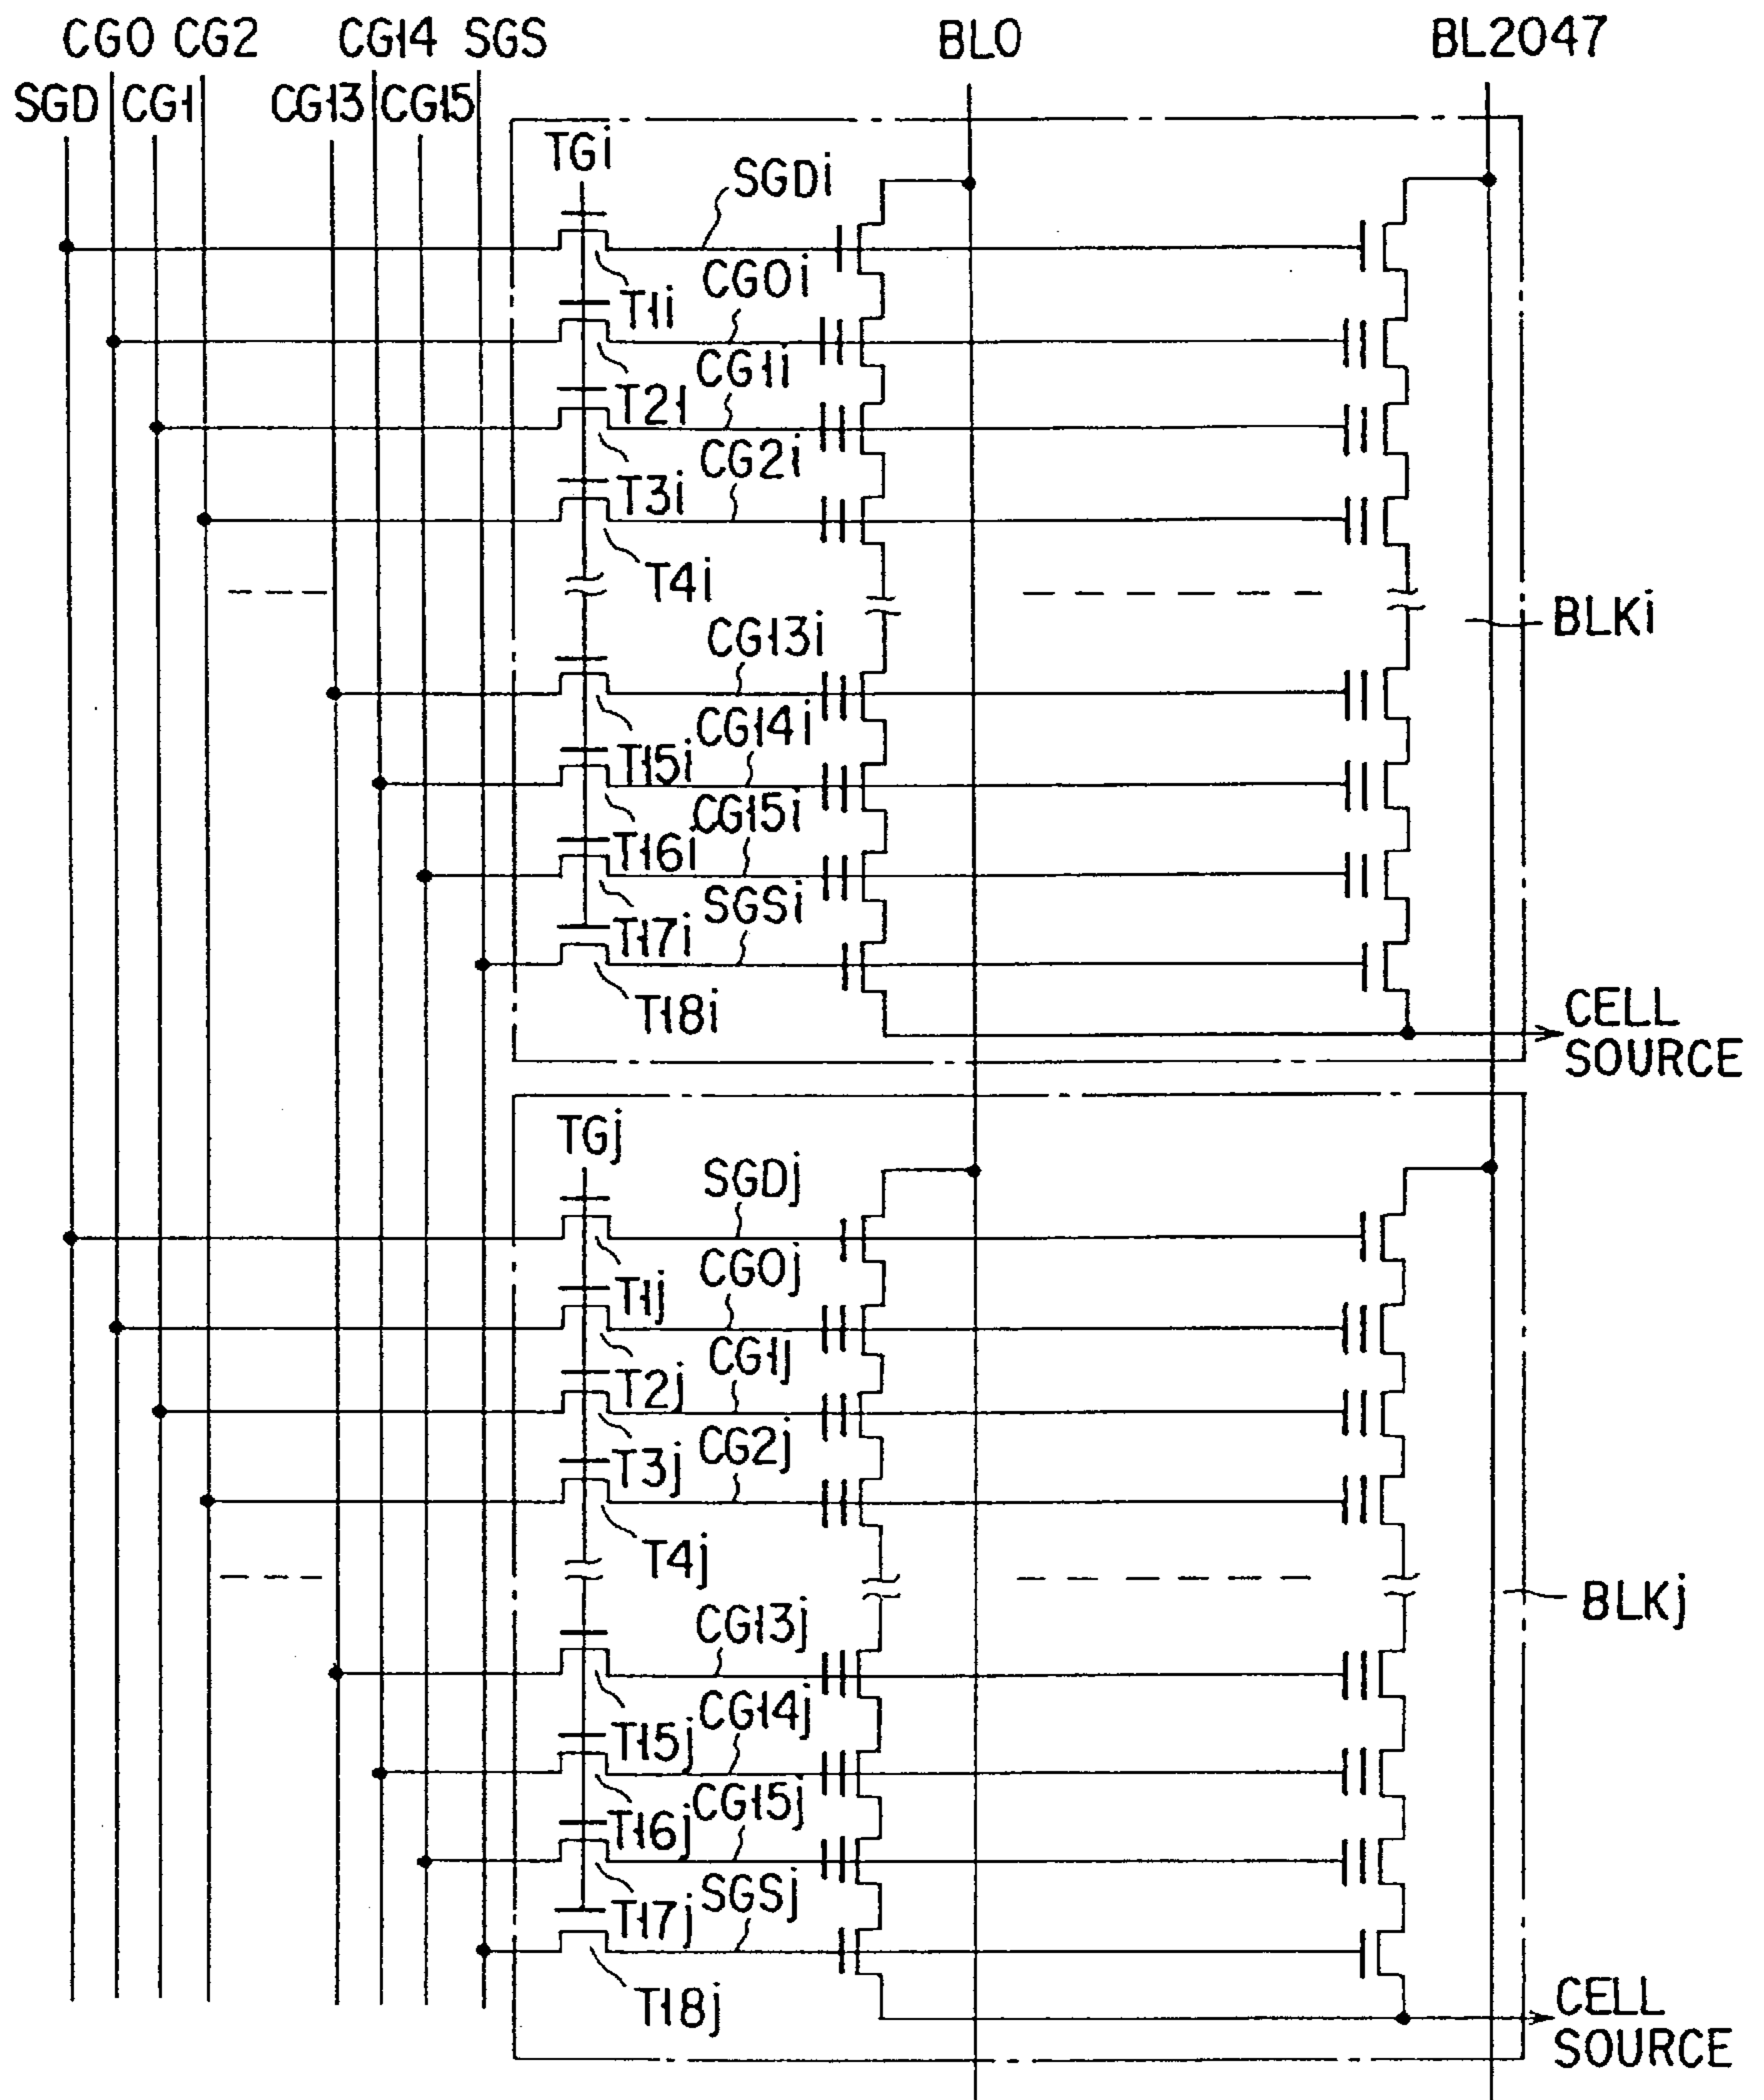 CG0 CG2 CG14 SGS BL0 BL2047
SGD CG1 CG13 CG15
TGi
SGDi
CG0i
T1i
CG1i
T21
CG2i
T3i
T4i
BLKi
CG13i
CG14i
T15i
CG15i
T16i
SGSi
T17i
T18i
CELL
SOURCE
TGj
SGDj
CG0j
T1j
CG1j
T2j
CG2j
T3j
T4j
BLKj
CG13j
CG14j
T15j
CG15j
T16j
SGSj
T17j
T18j
CELL
SOURCE